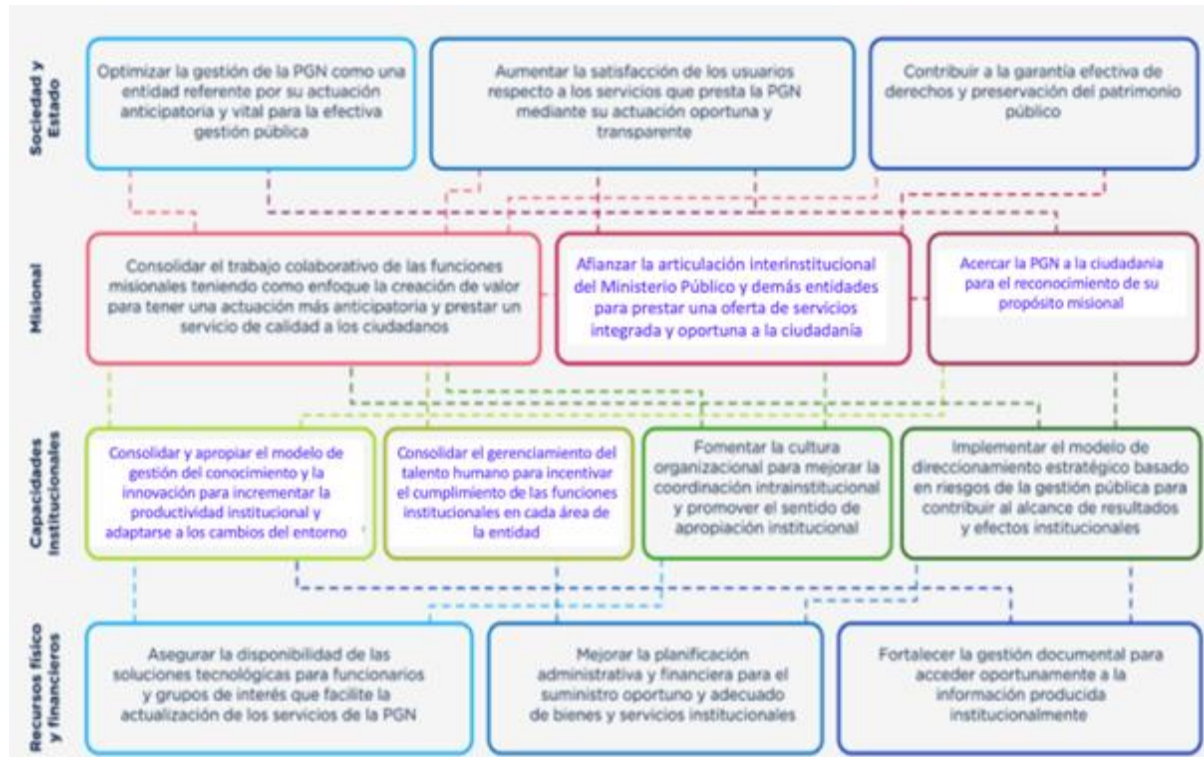 Sociedad y
Estado
Optimizar la gestión de la PGN como una
entidad referente por su actuación
anticipatoria y vital para la efectiva
gestión pública
Aumentar la satisfacción de los usuarios
respecto a los servicios que presta la PGN
mediante su actuación oportuna y
transparente
Contribuir a la garantía efectiva de
derechos y preservación del patrimonio
público
Misional
Consolidar el trabajo colaborativo de las funciones
misionales teniendo como enfoque la creación de valor
para tener una actuación más anticipatoria y prestar un
servicio de calidad a los ciudadanos
Afianzar la articulación interinstitucional
del Ministerio Público y demás entidades
para prestar una oferta de servicios
integrada y oportuna a la ciudadanía
Acercar la PGN a la ciudadania
para el reconocimiento de su
propósito misional
Capacidades
Institucionales
Consolidar y apropiar el modelo de
gestión del conocimiento y la
innovación para incrementar la
productividad institucional y
adaptarse a los cambios del entorno
Consolidar el gerenciamiento del
talento humano para incentivar
el cumplimiento de las funciones
institucionales en cada área de
la entidad
Fomentar la cultura
organizacional para mejorar la
coordinación intrainstitucional
y promover el sentido de
apropiación institucional
Implementar el modelo de
direccionamiento estratégico basado
en riesgos de la gestión pública para
contribuir al alcance de resultados
y efectos institucionales
Recursos físico
y financieros
Asegurar la disponibilidad de las
soluciones tecnológicas para funcionarios
y grupos de interés que facilite la
actualización de los servicios de la PGN
Mejorar la planificación
administrativa y financiera para el
suministro oportuno y adecuado
de bienes y servicios institucionales
Fortalecer la gestión documental para
acceder oportunamente a la
información producida
institucionalmente